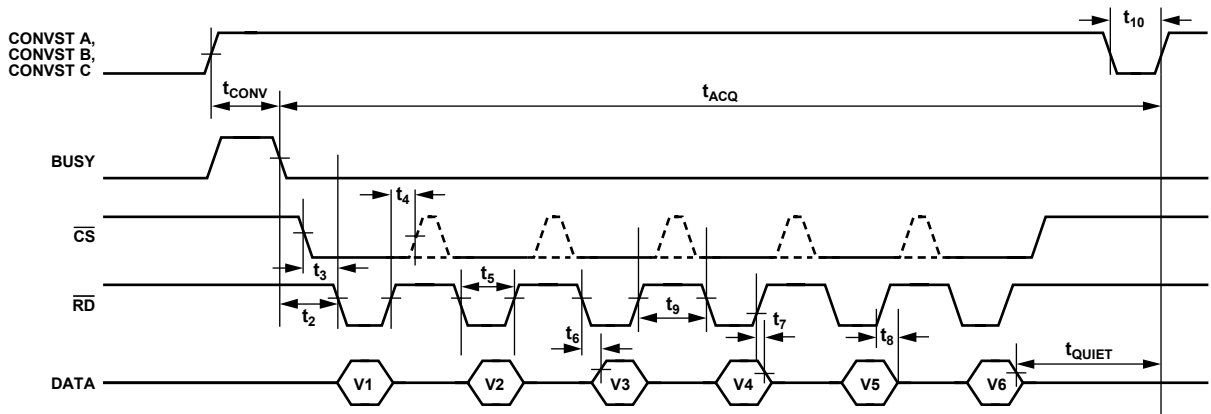 CONVST A,
CONVST B,
CONVST C
t10
tCONV
tACQ
BUSY
t4
CS
t3
t5
RD
t2
t9
t7
t6
t8
tQUIET
DATA
V1
V2
V3
V4
V5
V6